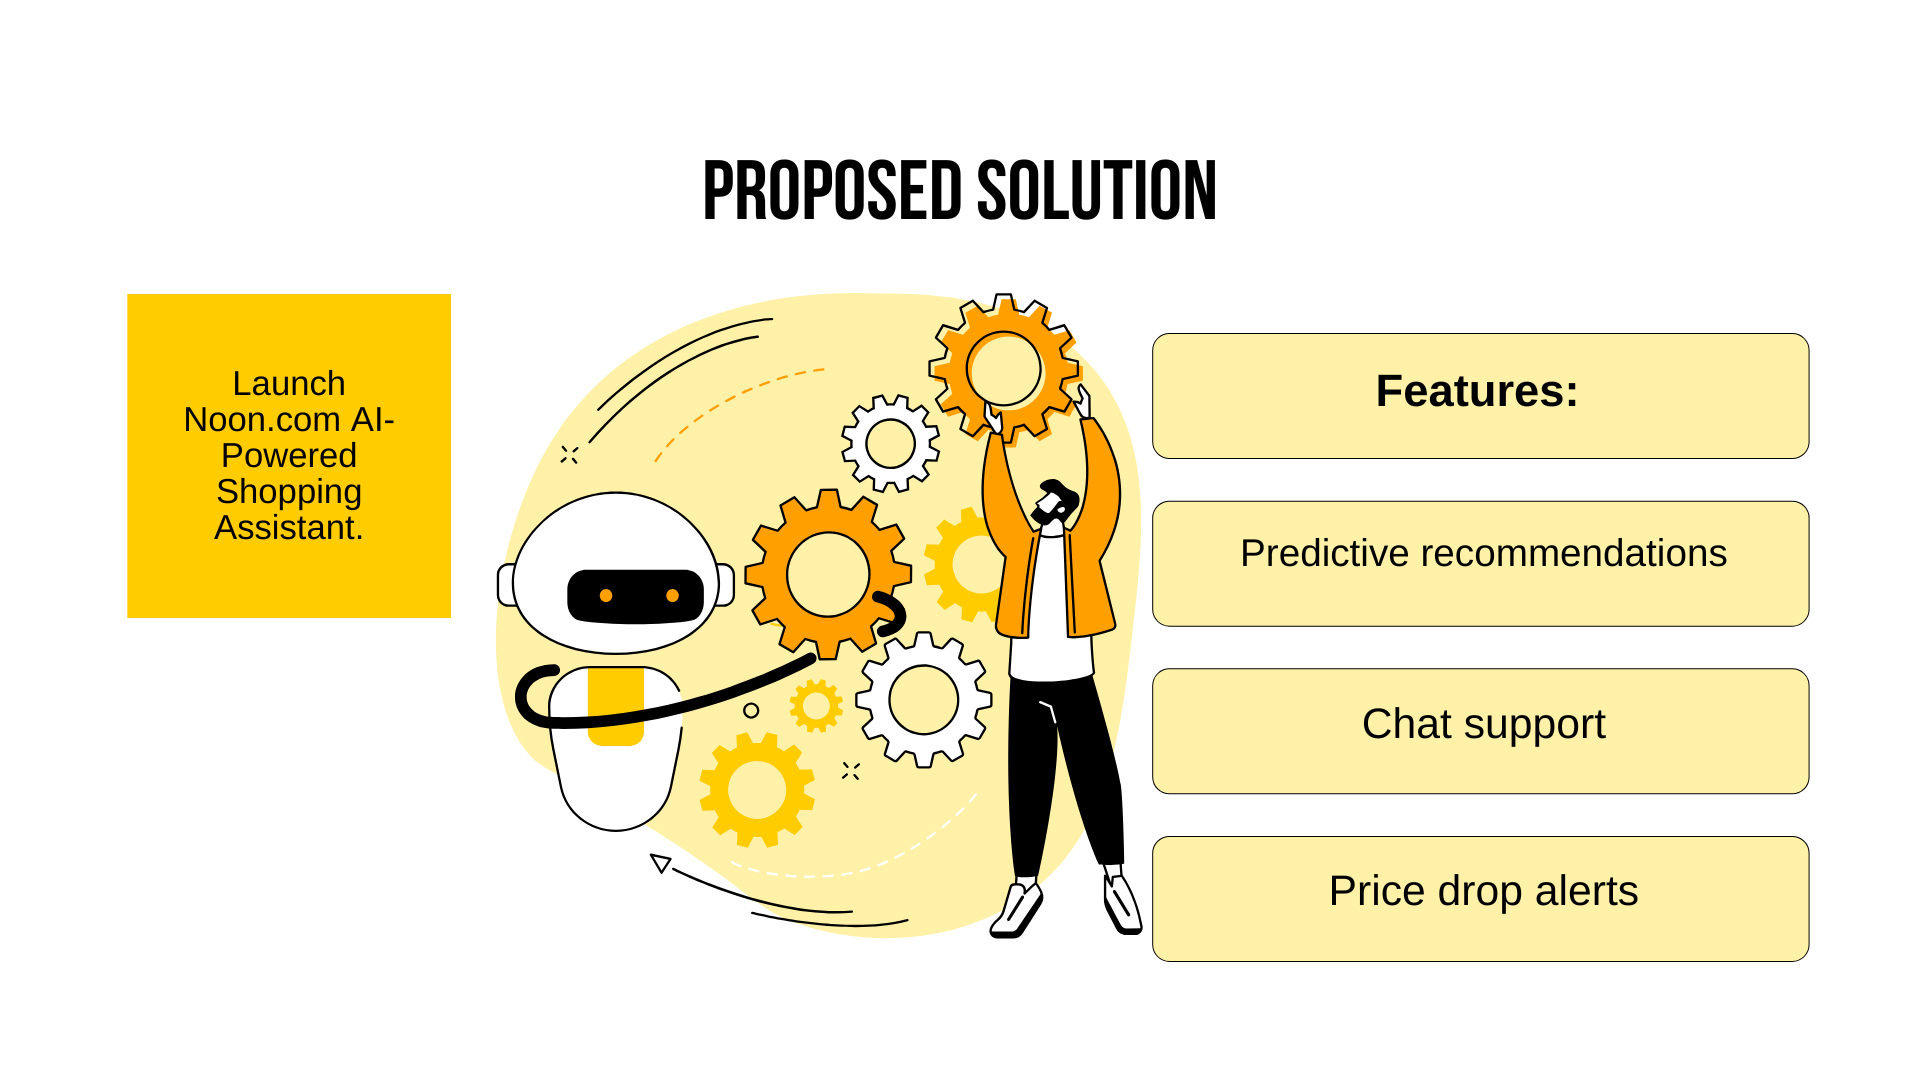 PROPOSED SOLUTION
Launch
Noon.com AI-
Powered
Shopping
Assistant.
Features:
Predictive recommendations
Chat support
Price drop alerts